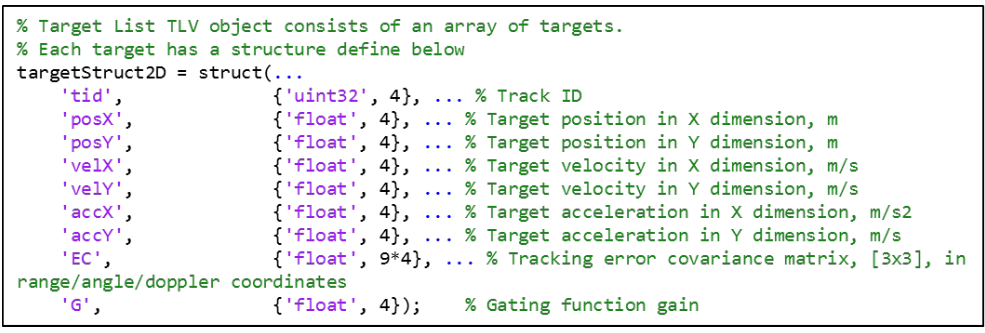 % Target List TLV object consists of an array of targets.
% Each target has a structure define below
targetStruct2D = struct(...
    'tid',              {'uint32', 4}, ... % Track ID
    'posX',             {'float', 4}, ... % Target position in X dimension, m
    'posY',             {'float', 4}, ... % Target position in Y dimension, m
    'velX',             {'float', 4}, ... % Target velocity in X dimension, m/s
    'velY',             {'float', 4}, ... % Target velocity in Y dimension, m/s
    'accX',             {'float', 4}, ... % Target acceleration in X dimension, m/s2
    'accY',             {'float', 4}, ... % Target acceleration in Y dimension, m/s
    'EC',               {'float', 9*4}, ... % Tracking error covariance matrix, [3x3], in
range/angle/doppler coordinates
    'G',                {'float', 4});    % Gating function gain